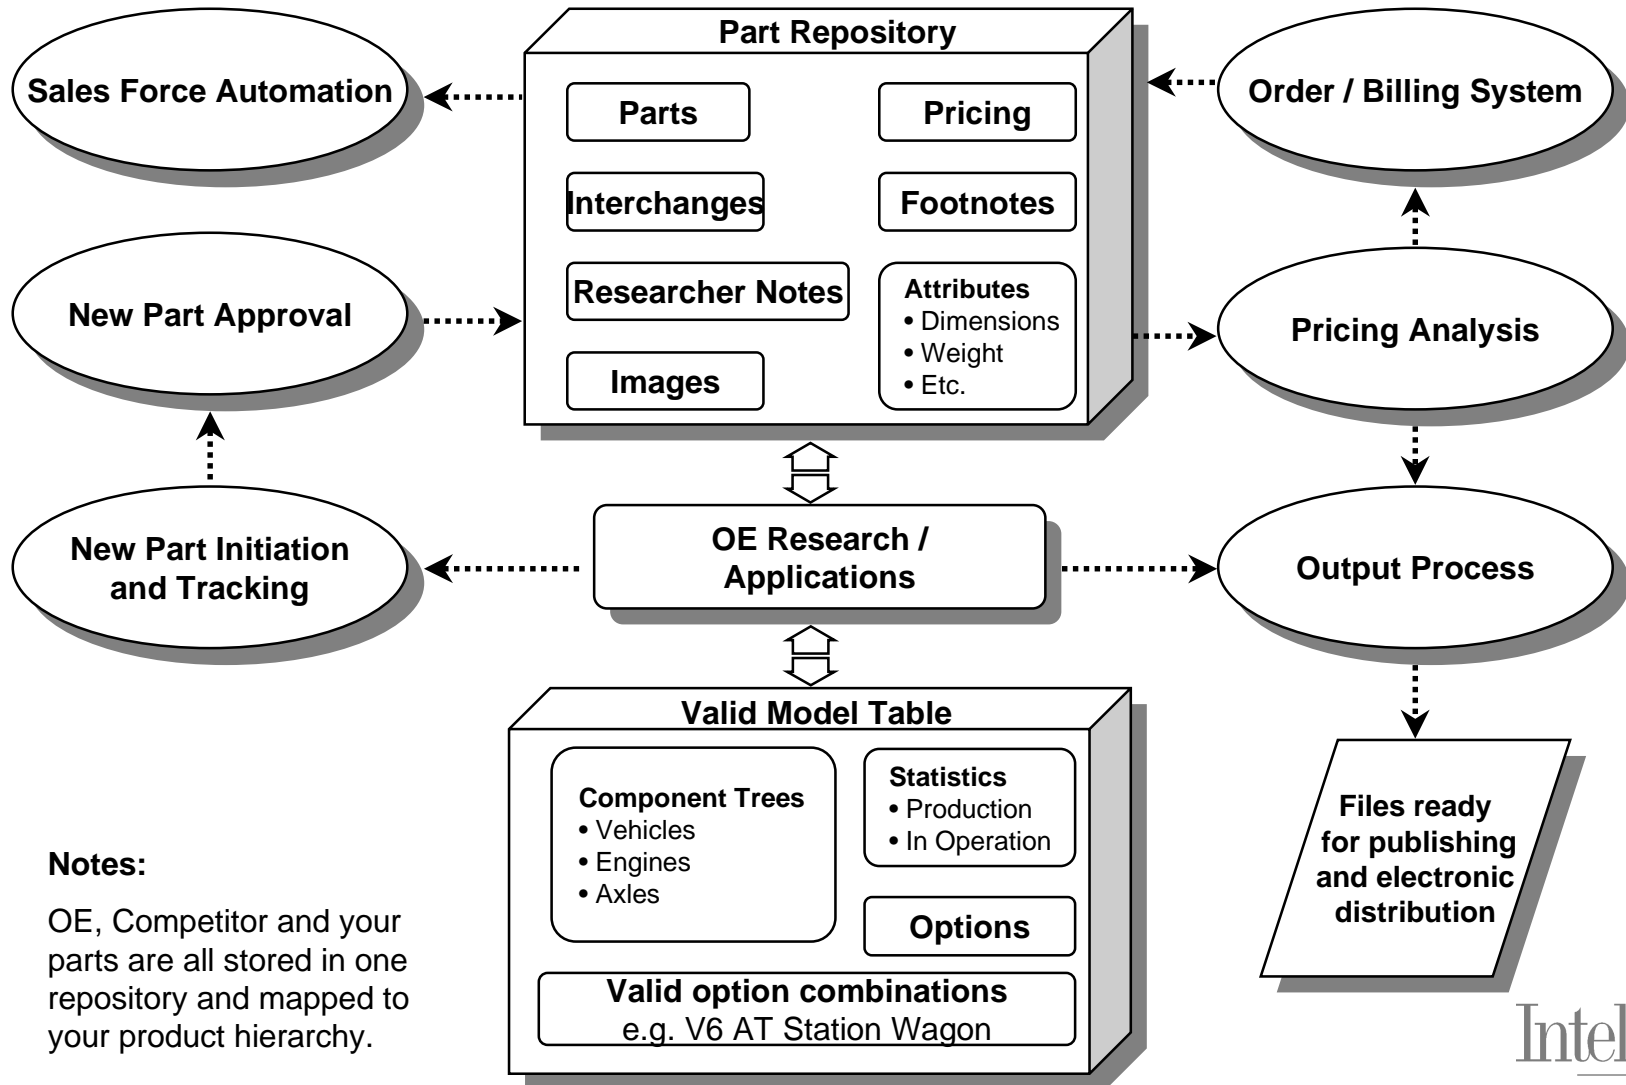 Part Repository
Sales Force Automation
Parts
Pricing
Order / Billing System
Interchanges
Footnotes
New Part Approval
Researcher Notes
Attributes
• Dimensions
• Weight
• Etc.
Pricing Analysis
Images
New Part Initiation
and Tracking
OE Research /
Applications
Output Process
Valid Model Table
Component Trees
• Vehicles
• Engines
• Axles
Statistics
• Production
• In Operation
Options
Valid option combinations
e.g. V6 AT Station Wagon
Files ready
for publishing
and electronic
distribution
Notes:
OE, Competitor and your
parts are all stored in one
repository and mapped to
your product hierarchy.
Intel